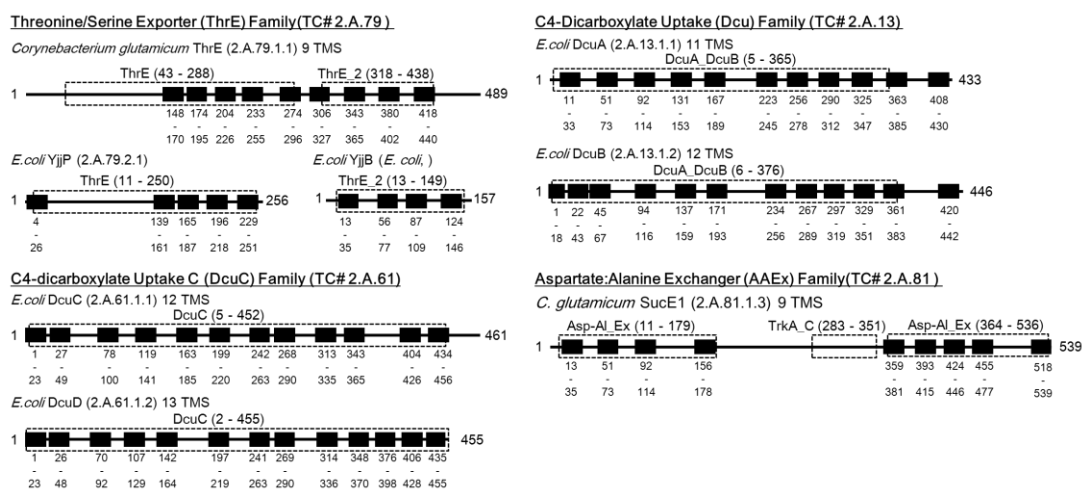 Threonine/Serine Exporter (ThrE) Family(TC# 2.A.79 )
Corynebacterium glutamicum ThrE (2.A.79.1.1) 9 TMS
ThrE (43 - 288) ThrE_2 (318 - 438)
1 489
148 174 204 233 274 306 343 380 418
- - - - - - - - -
170 195 226 255 296 327 365 402 440
E.coli YjjP (2.A.79.2.1)
ThrE (11 - 250)
1 256
4 139 165 196 229
- - - - -
26 161 187 218 251
E.coli YjjB (E. coli, )
ThrE_2 (13 - 149)
1 157
13 56 87 124
- - - -
35 77 109 146
C4-dicarboxylate Uptake C (DcuC) Family (TC# 2.A.61)
E.coli DcuC (2.A.61.1.1) 12 TMS
DcuC (5 - 452)
1 461
1 27 78 119 163 199 242 268 313 343 404 434
- - - - - - - - - - - -
23 49 100 141 185 220 263 290 335 365 426 456
E.coli DcuD (2.A.61.1.2) 13 TMS
DcuC (2 - 455)
1 455
1 26 70 107 142 197 241 269 314 348 376 406 435
- - - - - - - - - - - - -
23 48 92 129 164 219 263 290 336 370 398 428 455
C4-Dicarboxylate Uptake (Dcu) Family (TC# 2.A.13)
E.coli DcuA (2.A.13.1.1) 11 TMS
DcuA_DcuB (5 - 365)
1 433
11 51 92 131 167 223 256 290 325 363 408
- - - - - - - - - - -
33 73 114 153 189 245 278 312 347 385 430
E.coli DcuB (2.A.13.1.2) 12 TMS
DcuA_DcuB (6 - 376)
1 446
1 22 45 94 137 171 234 267 297 329 361 420
- - - - - - - - - - - -
18 43 67 116 159 193 256 289 319 351 383 442
Aspartate:Alanine Exchanger (AAEx) Family(TC# 2.A.81)
C. glutamicum SucE1 (2.A.81.1.3) 9 TMS
Asp-Al_Ex (11 - 179) TrkA_C (283 - 351) Asp-Al_Ex (364 - 536)
1 539
13 51 92 156 359 393 424 455 518
- - - - - - - - -
35 73 114 178 381 415 446 477 539